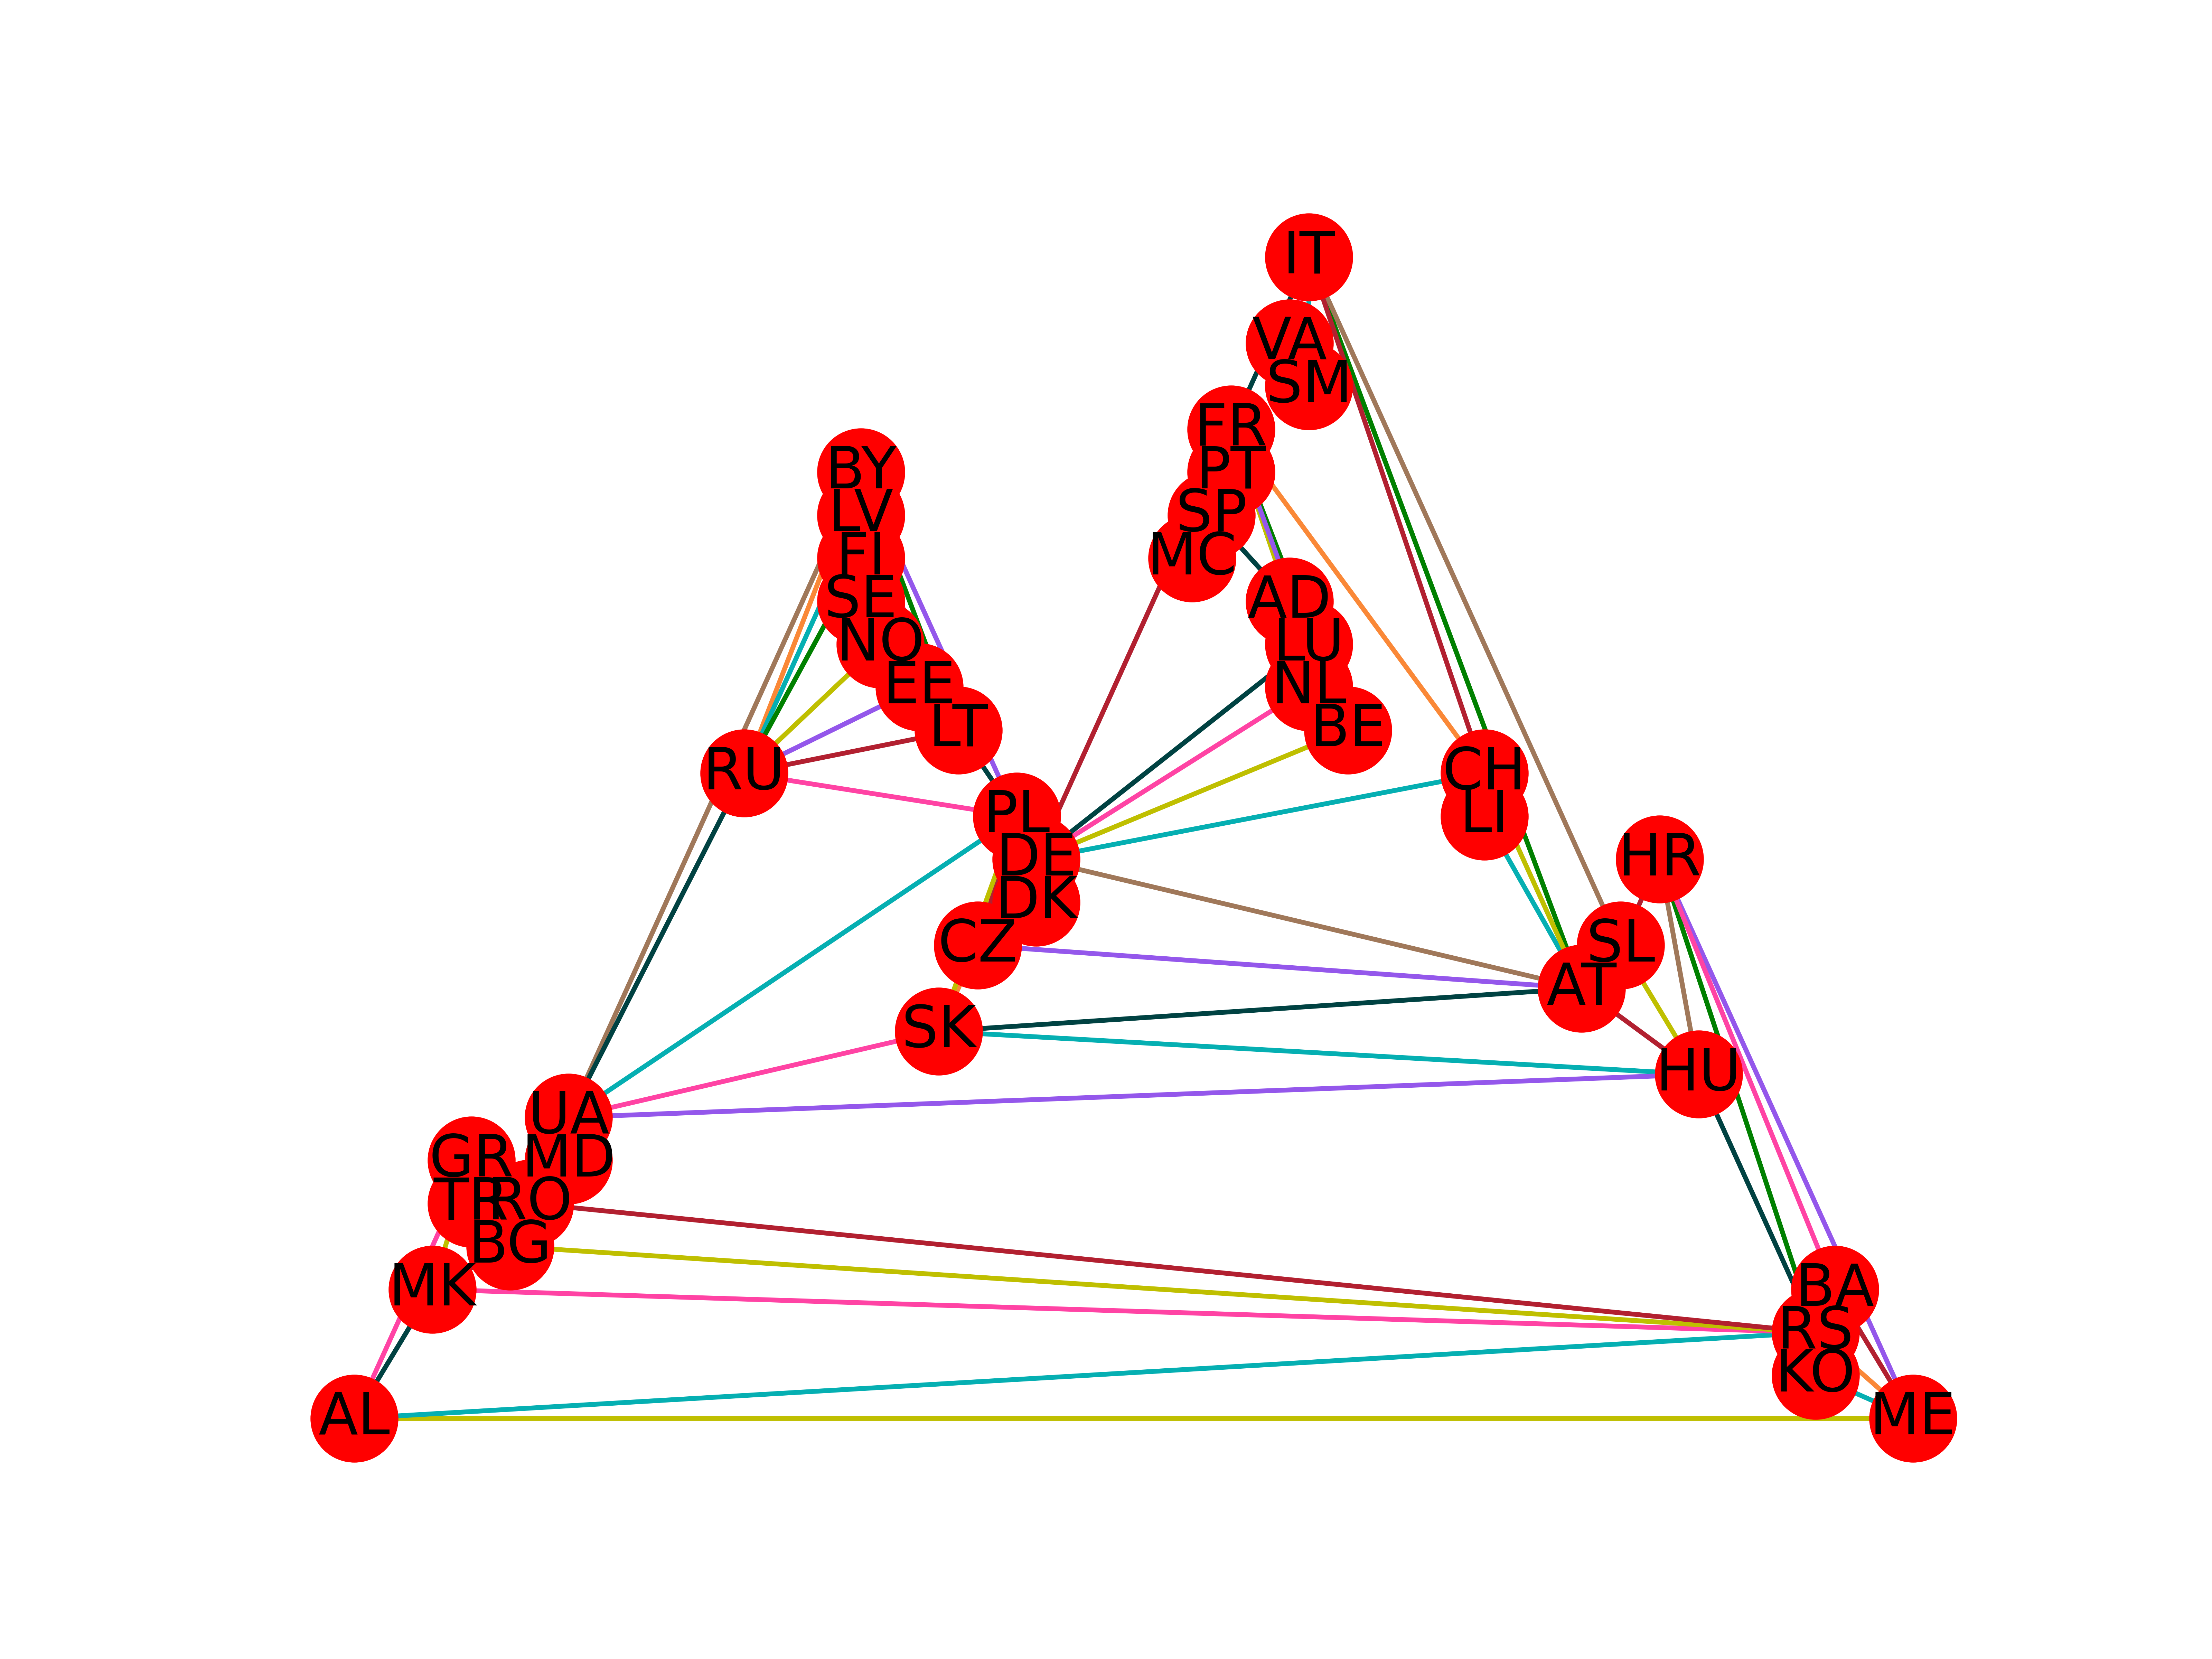 IT
VA
SM
FR
BY
PT
LV
SP
FI
MC
SE
AD
NO
LU
EE
NL
LT
BE
RU
CH
PL
LI
DE
HR
DK
CZ
SL
AT
SK
HU
UA
GR
MD
TR
RO
BG
MK
BA
RS
KO
AL
ME